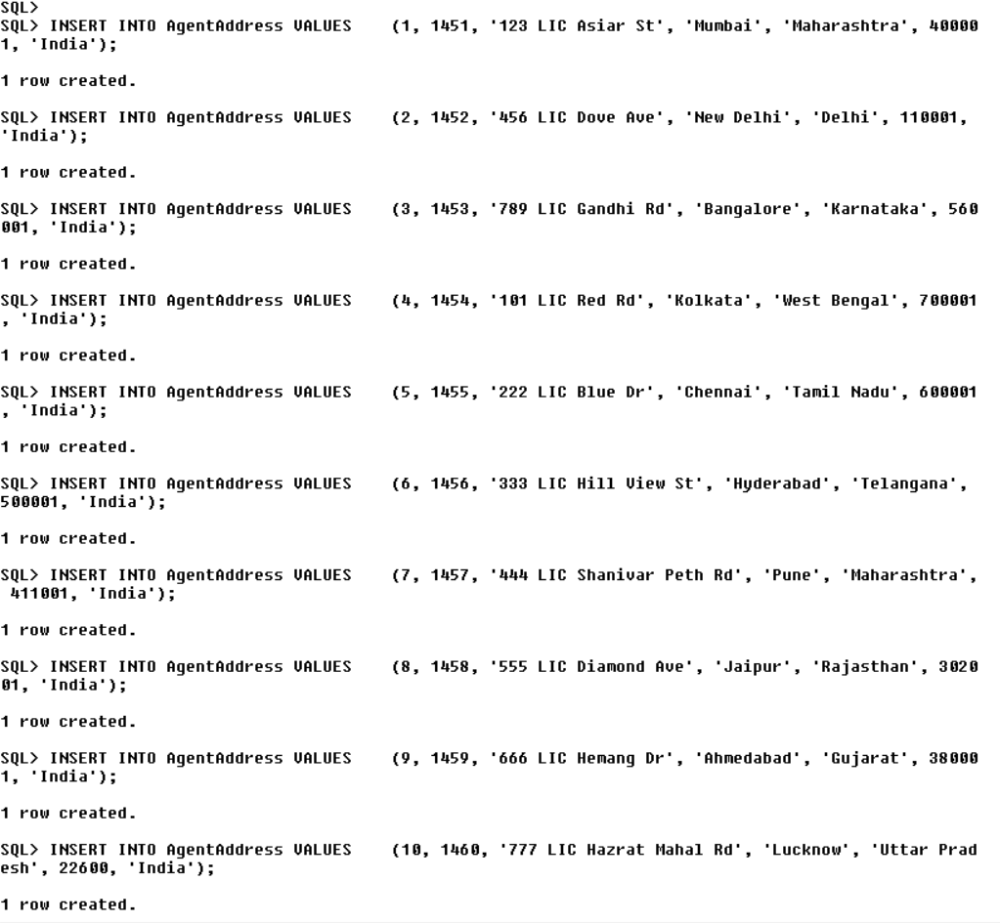 SQL>
SQL> INSERT INTO AgentAddress VALUES    (1, 1451, '123 LIC Asiar St', 'Mumbai', 'Maharashtra', 40000
1, 'India');
1 row created.
SQL> INSERT INTO AgentAddress VALUES    (2, 1452, '456 LIC Dove Ave', 'New Delhi', 'Delhi', 110001,
'India');
1 row created.
SQL> INSERT INTO AgentAddress VALUES    (3, 1453, '789 LIC Gandhi Rd', 'Bangalore', 'Karnataka', 560
001, 'India');
1 row created.
SQL> INSERT INTO AgentAddress VALUES    (4, 1454, '101 LIC Red Rd', 'Kolkata', 'West Bengal', 700001
, 'India');
1 row created.
SQL> INSERT INTO AgentAddress VALUES    (5, 1455, '222 LIC Blue Dr', 'Chennai', 'Tamil Nadu', 600001
, 'India');
1 row created.
SQL> INSERT INTO AgentAddress VALUES    (6, 1456, '333 LIC Hill View St', 'Hyderabad', 'Telangana',
500001, 'India');
1 row created.
SQL> INSERT INTO AgentAddress VALUES    (7, 1457, '444 LIC Shanivar Peth Rd', 'Pune', 'Maharashtra',
 411001, 'India');
1 row created.
SQL> INSERT INTO AgentAddress VALUES    (8, 1458, '555 LIC Diamond Ave', 'Jaipur', 'Rajasthan', 3020
01, 'India');
1 row created.
SQL> INSERT INTO AgentAddress VALUES    (9, 1459, '666 LIC Hemang Dr', 'Ahmedabad', 'Gujarat', 38000
1, 'India');
1 row created.
SQL> INSERT INTO AgentAddress VALUES    (10, 1460, '777 LIC Hazrat Mahal Rd', 'Lucknow', 'Uttar Prad
esh', 22600, 'India');
1 row created.